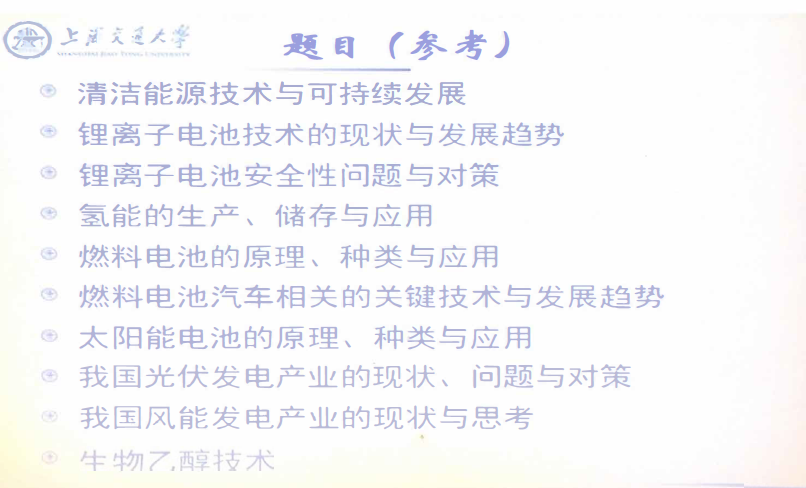 上海交通大学
SHANGHAI JIAO TONG UNIVERSITY
题目（参考）
清洁能源技术与可持续发展
锂离子电池技术的现状与发展趋势
锂离子电池安全性问题与对策
氢能的生产、储存与应用
燃料电池的原理、种类与应用
燃料电池汽车相关的关键技术与发展趋势
太阳能电池的原理、种类与应用
我国光伏发电产业的现状、问题与对策
我国风能发电产业的现状与思考
生物乙醇技术